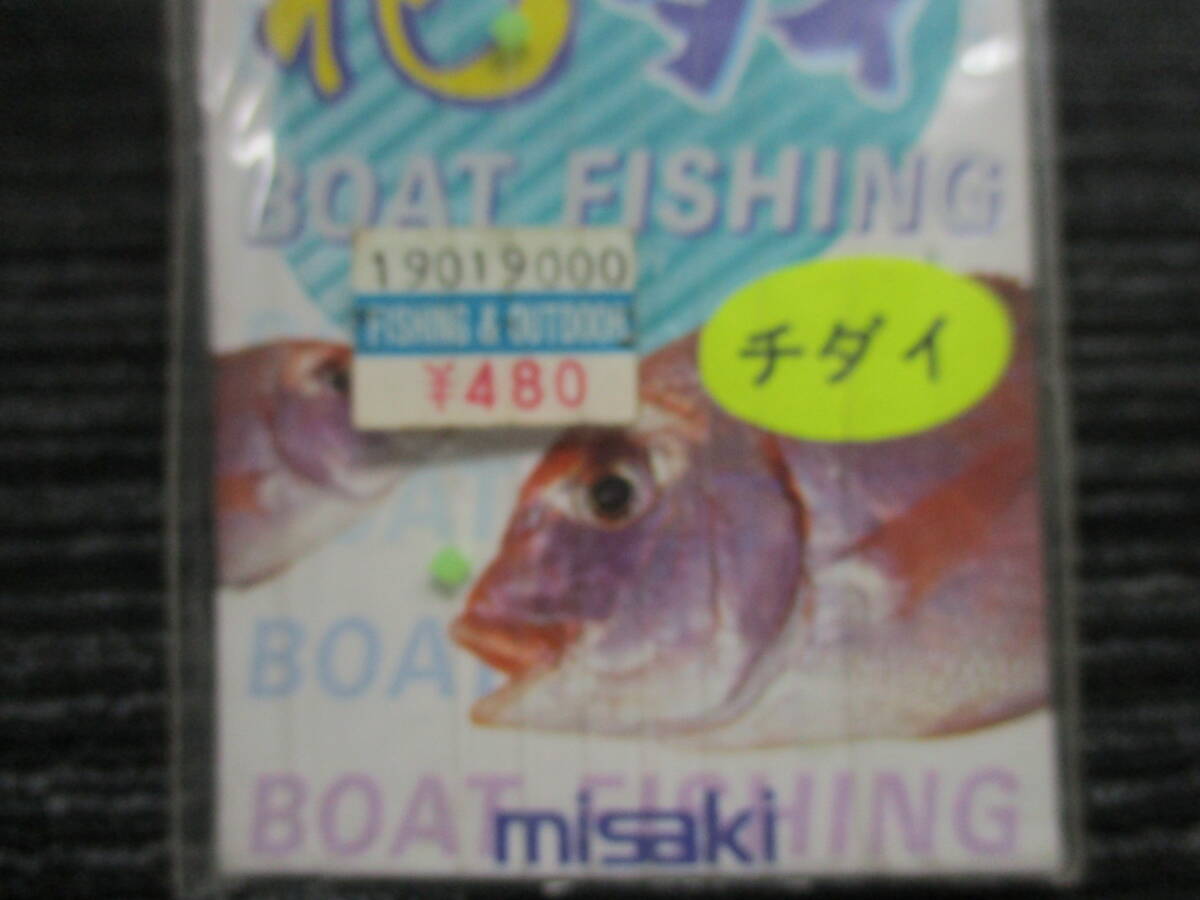 BOAT FISHING
19019000
FISHING & OUTDOOR
¥480
チダイ
BOAT
BOAT FISHING
misaki